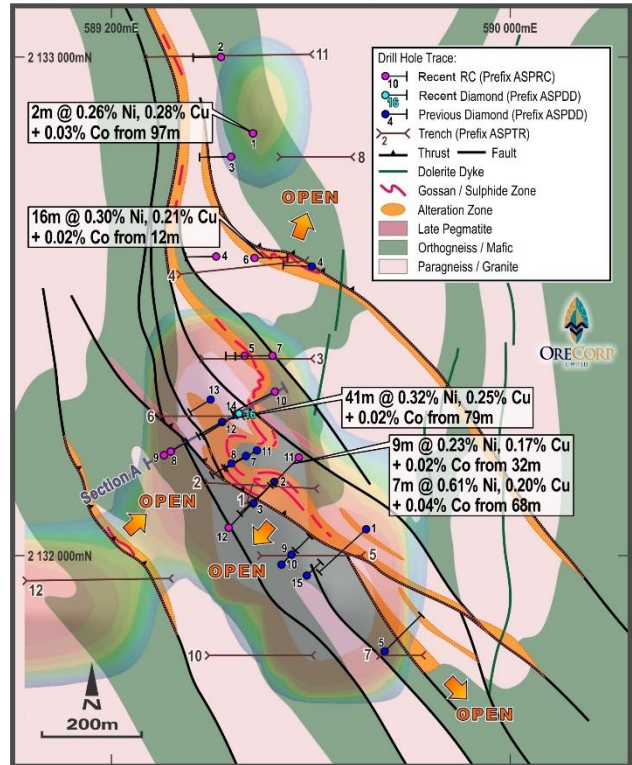 589 200mE
590 000mE
2 133 000mN
2
11
Drill Hole Trace:
10 Recent RC (Prefix ASPRC)
16 Recent Diamond (Prefix ASPDD)
4 Previous Diamond (Prefix ASPDD)
2 Trench (Prefix ASPTR)
Thrust Fault
Dolerite Dyke
Gossan / Sulphide Zone
Alteration Zone
Late Pegmatite
Orthogneiss / Mafic
Paragneiss / Granite
2m @ 0.26% Ni, 0.28% Cu
+ 0.03% Co from 97m
1
3
8
OPEN
16m @ 0.30% Ni, 0.21% Cu
+ 0.02% Co from 12m
4
6
4
4
ORECORP
LIMITED
5
7
3
10
13
14
16
41m @ 0.32% Ni, 0.25% Cu
+ 0.02% Co from 79m
6
12
9m @ 0.23% Ni, 0.17% Cu
+ 0.02% Co from 32m
7m @ 0.61% Ni, 0.20% Cu
+ 0.04% Co from 68m
9
8
8
7
11
11
Section A
2
2
1
3
OPEN
12
1
OPEN
2 132 000mN
9
10
5
15
12
10
5
7
OPEN
N
200m